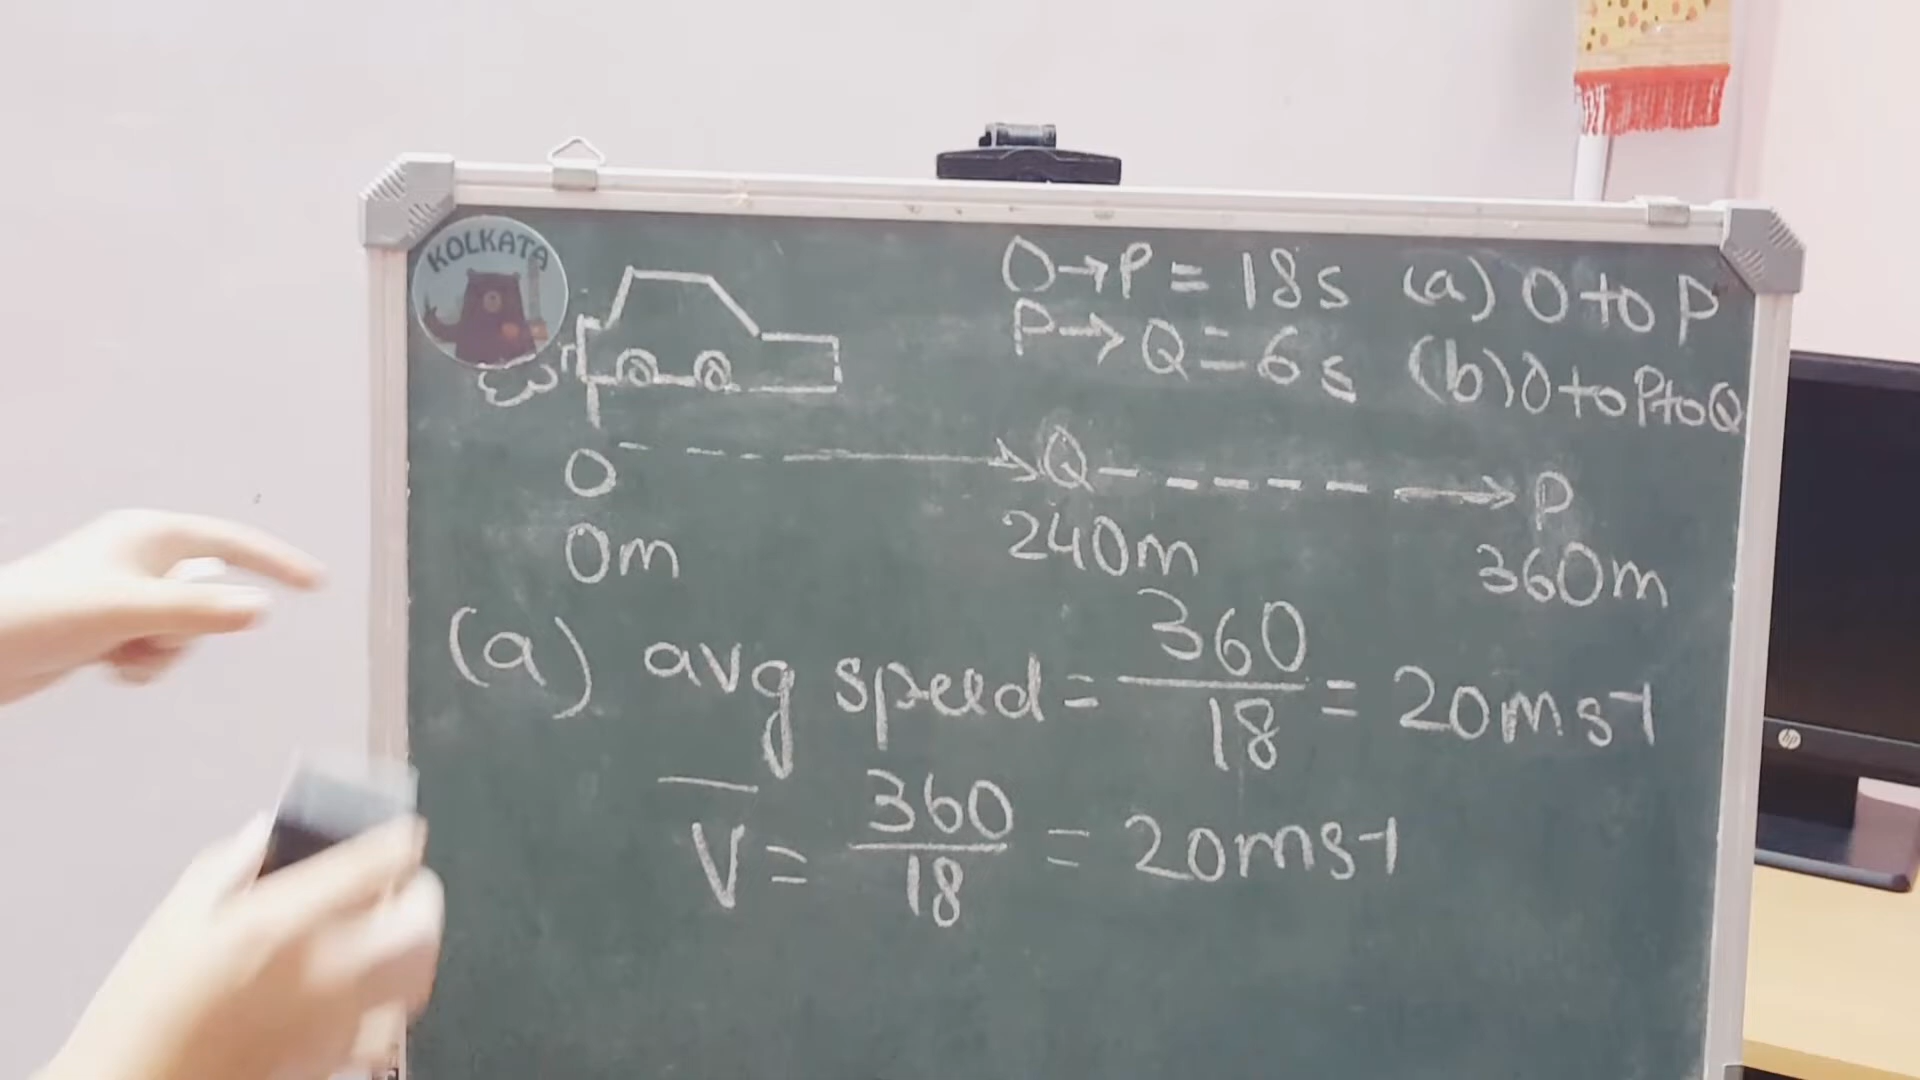 KOLKATA
O→P = 18s (a) O to P
P→Q = 6s (b) O to P to Q
O Q P
0m 240m 360m
(a) avg speed = 360/18 = 20ms-1
V̅ = 360/18 = 20ms-1
hp